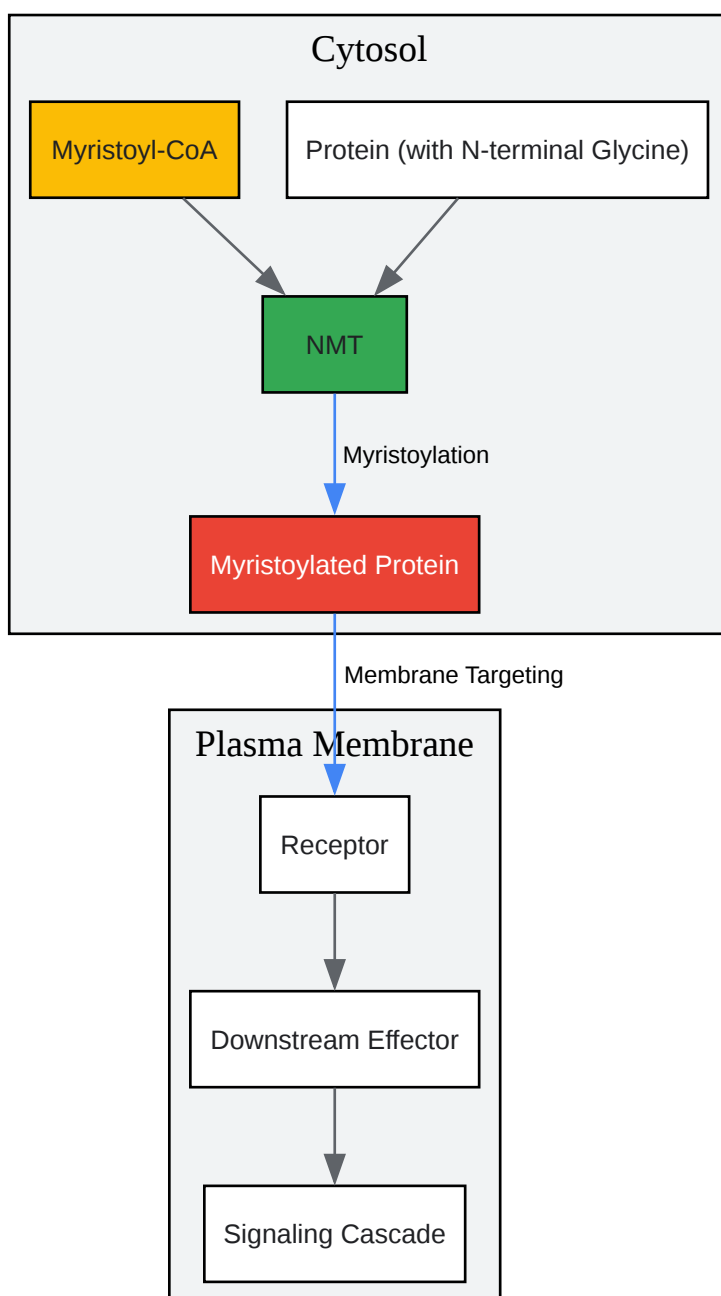 Cytosol
Myristoyl-CoA
Protein (with N-terminal Glycine)
NMT
Myristoylation
Myristoylated Protein
Membrane Targeting
Plasma Membrane
Receptor
Downstream Effector
Signaling Cascade